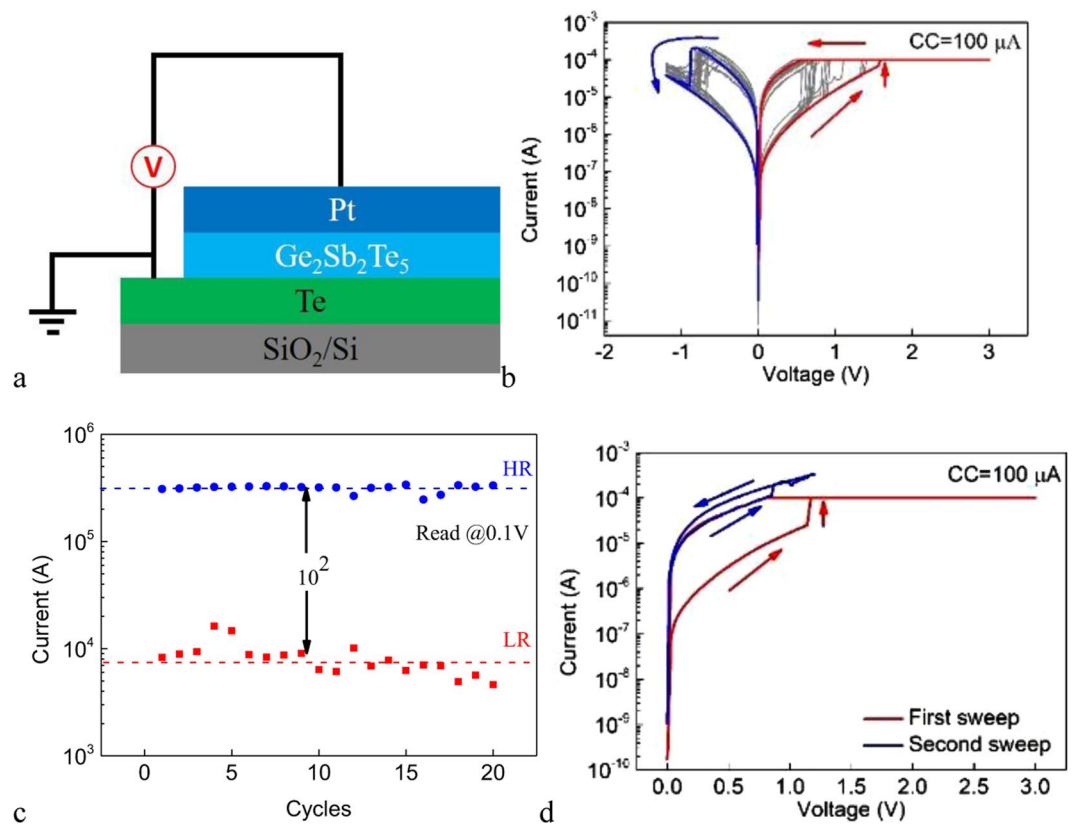 V
Pt
Ge₂Sb₂Te₅
Te
SiO₂/Si
a
CC=100 μA
Current (A)
10⁻³
10⁻⁴
10⁻⁵
10⁻⁶
10⁻⁷
10⁻⁸
10⁻⁹
10⁻¹⁰
10⁻¹¹
-2 -1 0 1 2 3
Voltage (V)
b
Current (A)
10⁶
10⁵
10⁴
10³
HR
Read @0.1V
10²
LR
0 5 10 15 20
Cycles
c
CC=100 μA
Current (A)
10⁻³
10⁻⁴
10⁻⁵
10⁻⁶
10⁻⁷
10⁻⁸
10⁻⁹
10⁻¹⁰
First sweep
Second sweep
0.0 0.5 1.0 1.5 2.0 2.5 3.0
Voltage (V)
d